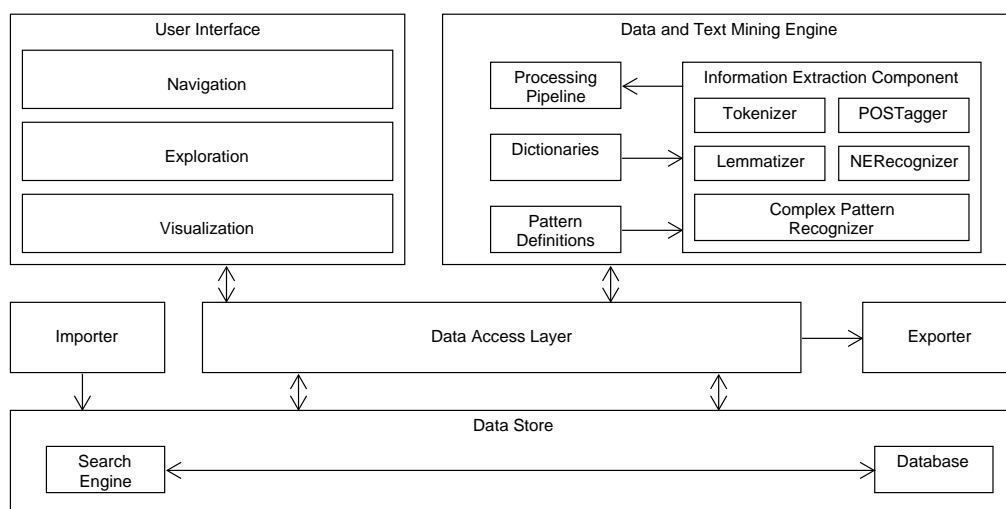 User Interface
Navigation
Exploration
Visualization
Data and Text Mining Engine
Processing
Pipeline
Dictionaries
Pattern
Definitions
Information Extraction Component
Tokenizer
POSTagger
Lemmatizer
NERecognizer
Complex Pattern
Recognizer
Importer
Data Access Layer
Exporter
Data Store
Search
Engine
Database